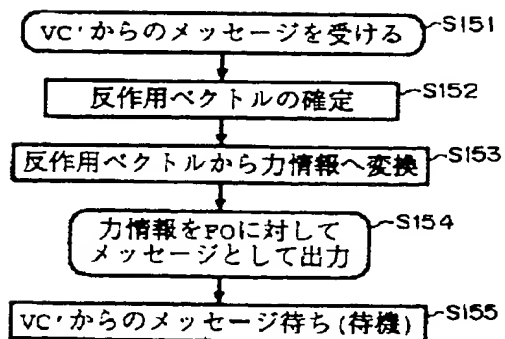 VC'からのメッセージを受ける
S151
反作用ベクトルの確定
S152
反作用ベクトルから力情報へ変換
S153
力情報をFOに対して
メッセージとして出力
S154
VC'からのメッセージ待ち(待機)
S155